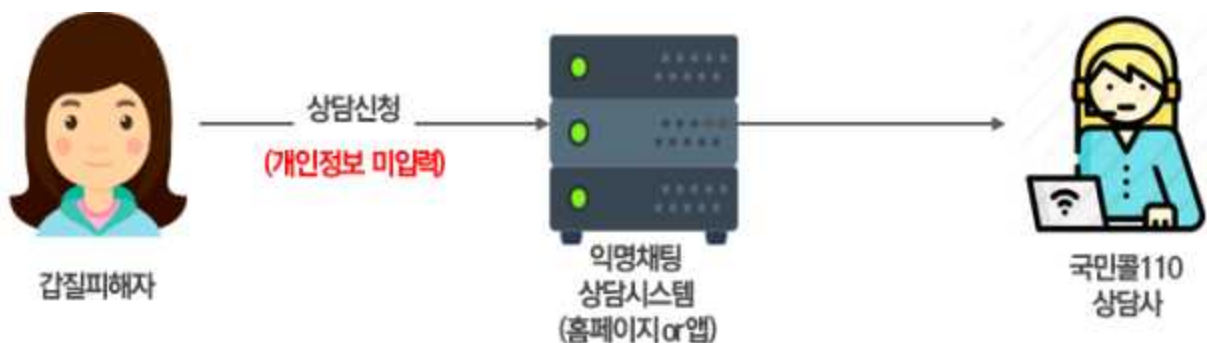 상담신청
(개인정보 미입력)
갑질피해자
익명채팅
상담시스템
(홈페이지 or앱)
국민콜110
상담사